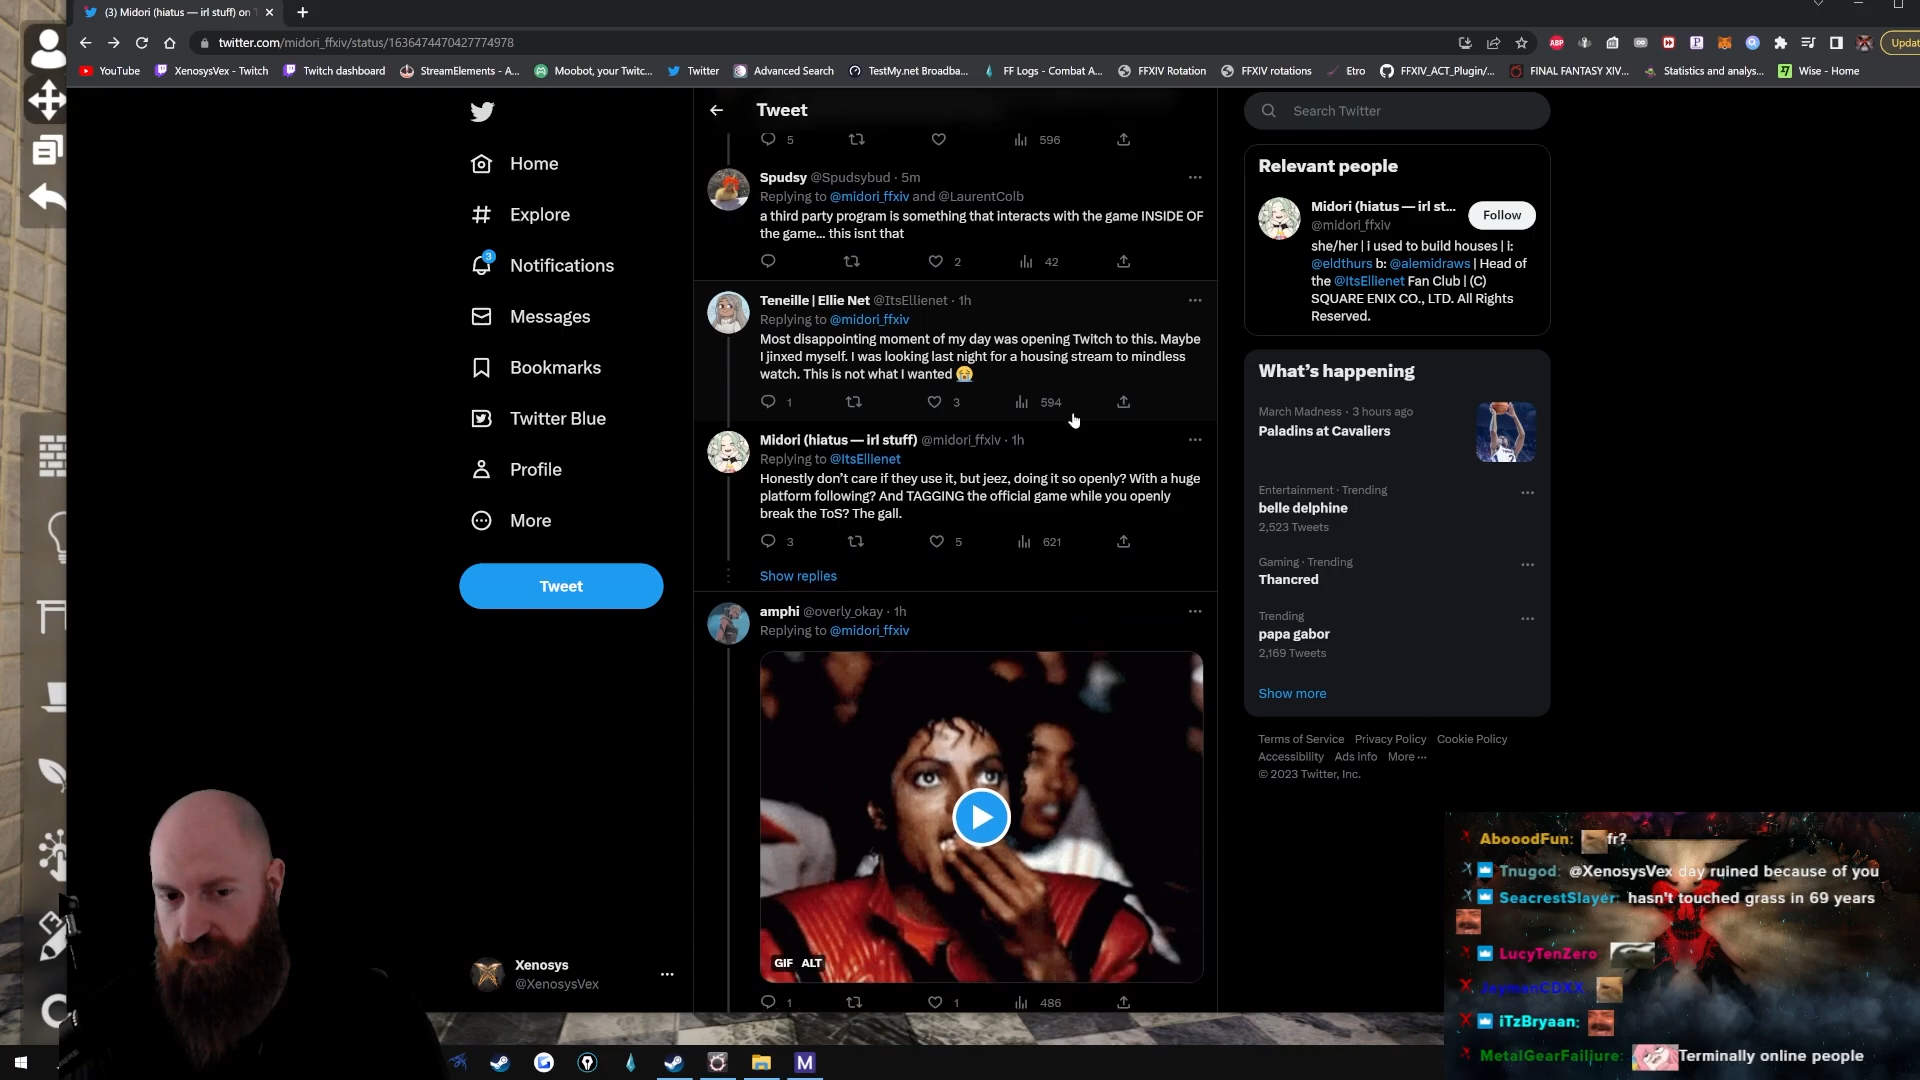 (3) Midori (hiatus — irl stuff) on
twitter.com/midori_ffxiv/status/1636474470427774978
ABP
Updat
YouTube
XenosysVex - Twitch
Twitch dashboard
StreamElements - A...
Moobot, your Twitc...
Twitter
Advanced Search
TestMy.net Broadba...
FF Logs - Combat A...
FFXIV Rotation
FFXIV rotations
Etro
FFXIV_ACT_Plugin/...
FINAL FANTASY XIV...
Statistics and analys...
Wise - Home
Home
Explore
3
Notifications
Messages
Bookmarks
Twitter Blue
Profile
More
Tweet
Xenosys
@XenosysVex
Tweet
5
596
Spudsy @Spudsybud · 5m
Replying to @midori_ffxiv and @LaurentColb
a third party program is something that interacts with the game INSIDE OF
the game... this isnt that
2
42
Teneille | Ellie Net @ItsEllienet · 1h
Replying to @midori_ffxiv
Most disappointing moment of my day was opening Twitch to this. Maybe
I jinxed myself. I was looking last night for a housing stream to mindless
watch. This is not what I wanted 😭
1
3
594
Midori (hiatus — irl stuff) @midori_ffxiv · 1h
Replying to @ItsEllienet
Honestly don't care if they use it, but jeez, doing it so openly? With a huge
platform following? And TAGGING the official game while you openly
break the ToS? The gall.
3
5
621
Show replies
amphi @overly_okay · 1h
Replying to @midori_ffxiv
GIF ALT
1
1
486
Search Twitter
Relevant people
Midori (hiatus — irl st...
Follow
@midori_ffxiv
she/her | i used to build houses | i:
@eldthurs b: @alemidraws | Head of
the @ItsEllienet Fan Club | (C)
SQUARE ENIX CO., LTD. All Rights
Reserved.
What's happening
March Madness · 3 hours ago
Paladins at Cavaliers
Entertainment · Trending
belle delphine
2,523 Tweets
Gaming · Trending
Thancred
Trending
papa gabor
2,169 Tweets
Show more
Terms of Service Privacy Policy Cookie Policy
Accessibility Ads info More ···
© 2023 Twitter, Inc.
AbooodFun: fr?
Tnugod: @XenosysVex day ruined because of you
SeacrestSlayer: hasn't touched grass in 69 years
LucyTenZero
JaymanCDXX
iTzBryaan:
MetalGearFailjure: Terminally online people